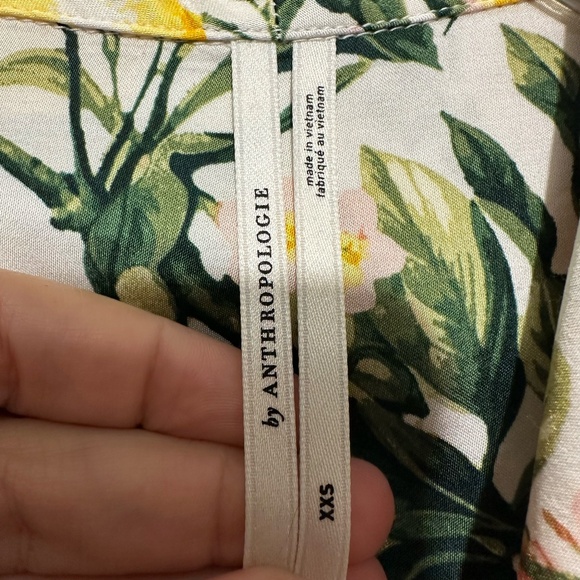 by ANTHROPOLOGIE
made in vietnam
fabriqué au vietnam
XXS